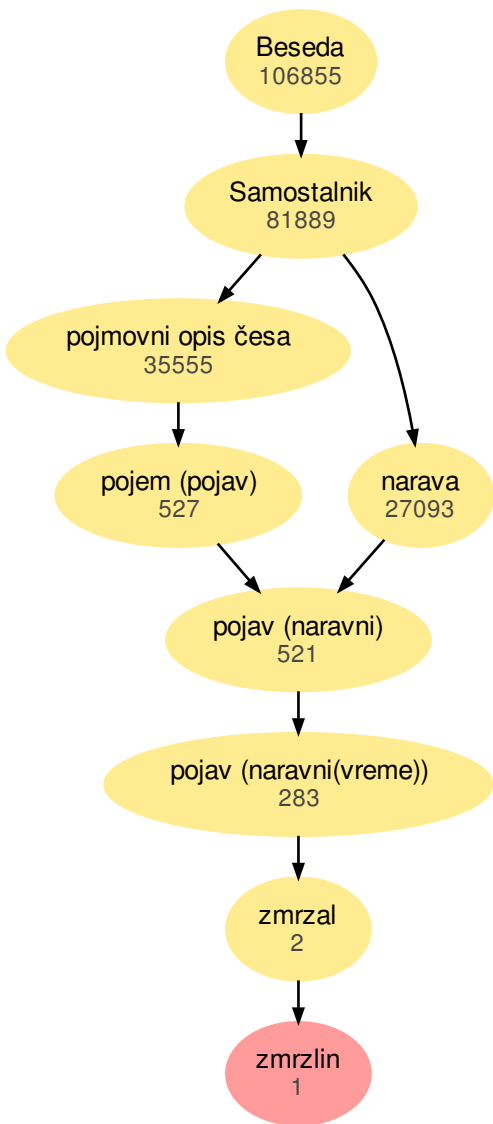 Beseda
106855
Samostalnik
81889
pojmovni opis česa
35555
pojem (pojav)
527
narava
27093
pojav (naravni)
521
pojav (naravni(vreme))
283
zmrzal
2
zmrzlin
1